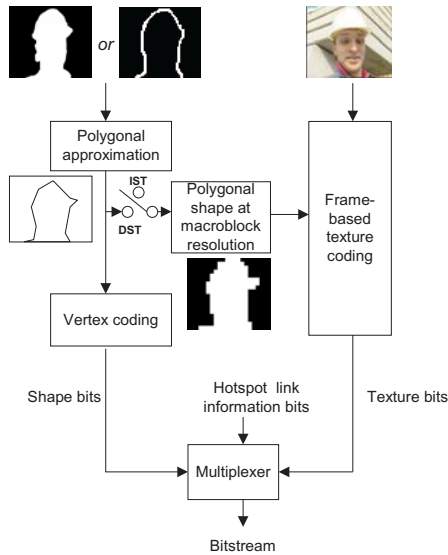 or
Polygonal
approximation
IST
DST
Polygonal
shape at
macroblock
resolution
Frame-
based
texture
coding
Vertex coding
Shape bits
Hotspot link
information bits
Texture bits
Multiplexer
Bitstream